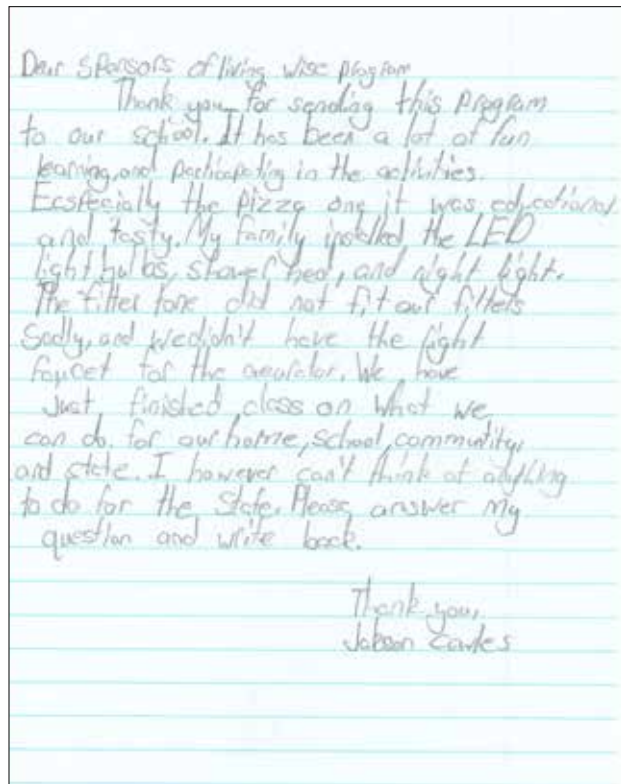 Dear Sponsors of living wise program
Thank you for sending this program
to our school. It has been a lot of fun
learning, and participating in the activities.
Ecspecially the pizza one it was educational
and tasty. My family installed the LED
light bulbs, shower hed, and night light.
The filter tone did not fit our filters
Sadly, and we didn't have the right
faucet for the . We have
Just finished class on what we
can do for our home, school, community,
and state. I however can't think of anything
to do for the State. Please answer my
question and write back.
Thank you,